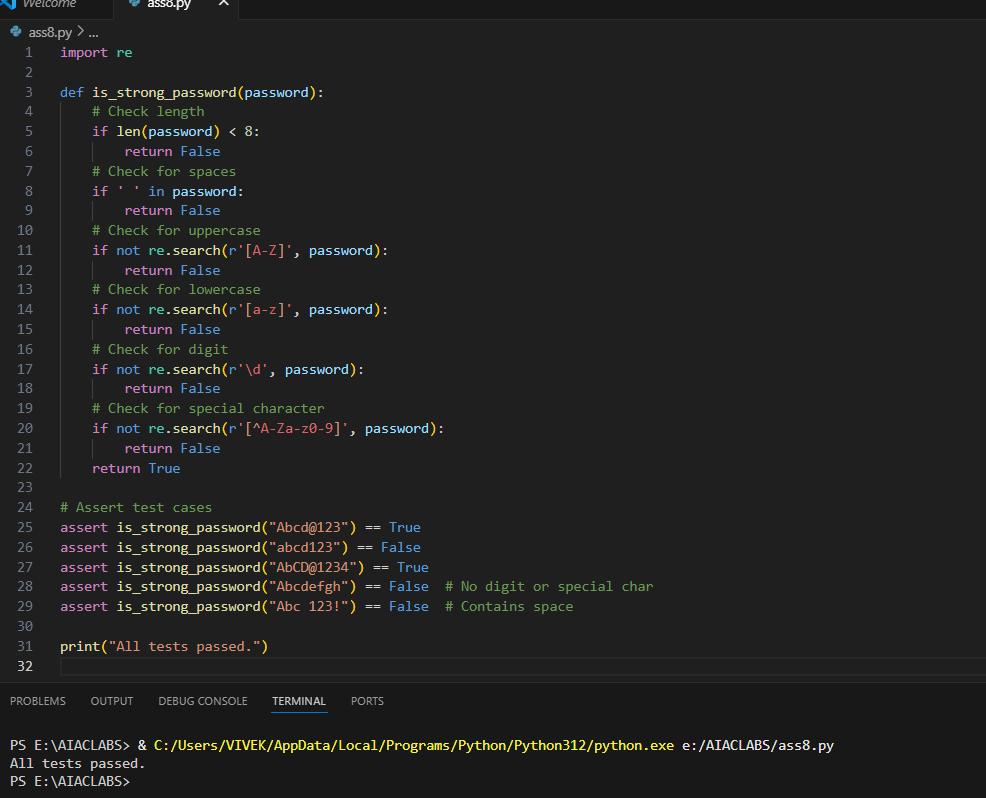 Welcome ass8.py
ass8.py > ...
1 import re
2
3 def is_strong_password(password):
4     # Check length
5     if len(password) < 8:
6         return False
7     # Check for spaces
8     if ' ' in password:
9         return False
10     # Check for uppercase
11     if not re.search(r'[A-Z]', password):
12         return False
13     # Check for lowercase
14     if not re.search(r'[a-z]', password):
15         return False
16     # Check for digit
17     if not re.search(r'\d', password):
18         return False
19     # Check for special character
20     if not re.search(r'[^A-Za-z0-9]', password):
21         return False
22     return True
23
24 # Assert test cases
25 assert is_strong_password("Abcd@123") == True
26 assert is_strong_password("abcd123") == False
27 assert is_strong_password("AbCD@1234") == True
28 assert is_strong_password("Abcdefgh") == False  # No digit or special char
29 assert is_strong_password("Abc 123!") == False  # Contains space
30
31 print("All tests passed.")
32
PROBLEMS OUTPUT DEBUG CONSOLE TERMINAL PORTS
PS E:\AIACLABS> & C:/Users/VIVEK/AppData/Local/Programs/Python/Python312/python.exe e:/AIACLABS/ass8.py
All tests passed.
PS E:\AIACLABS>